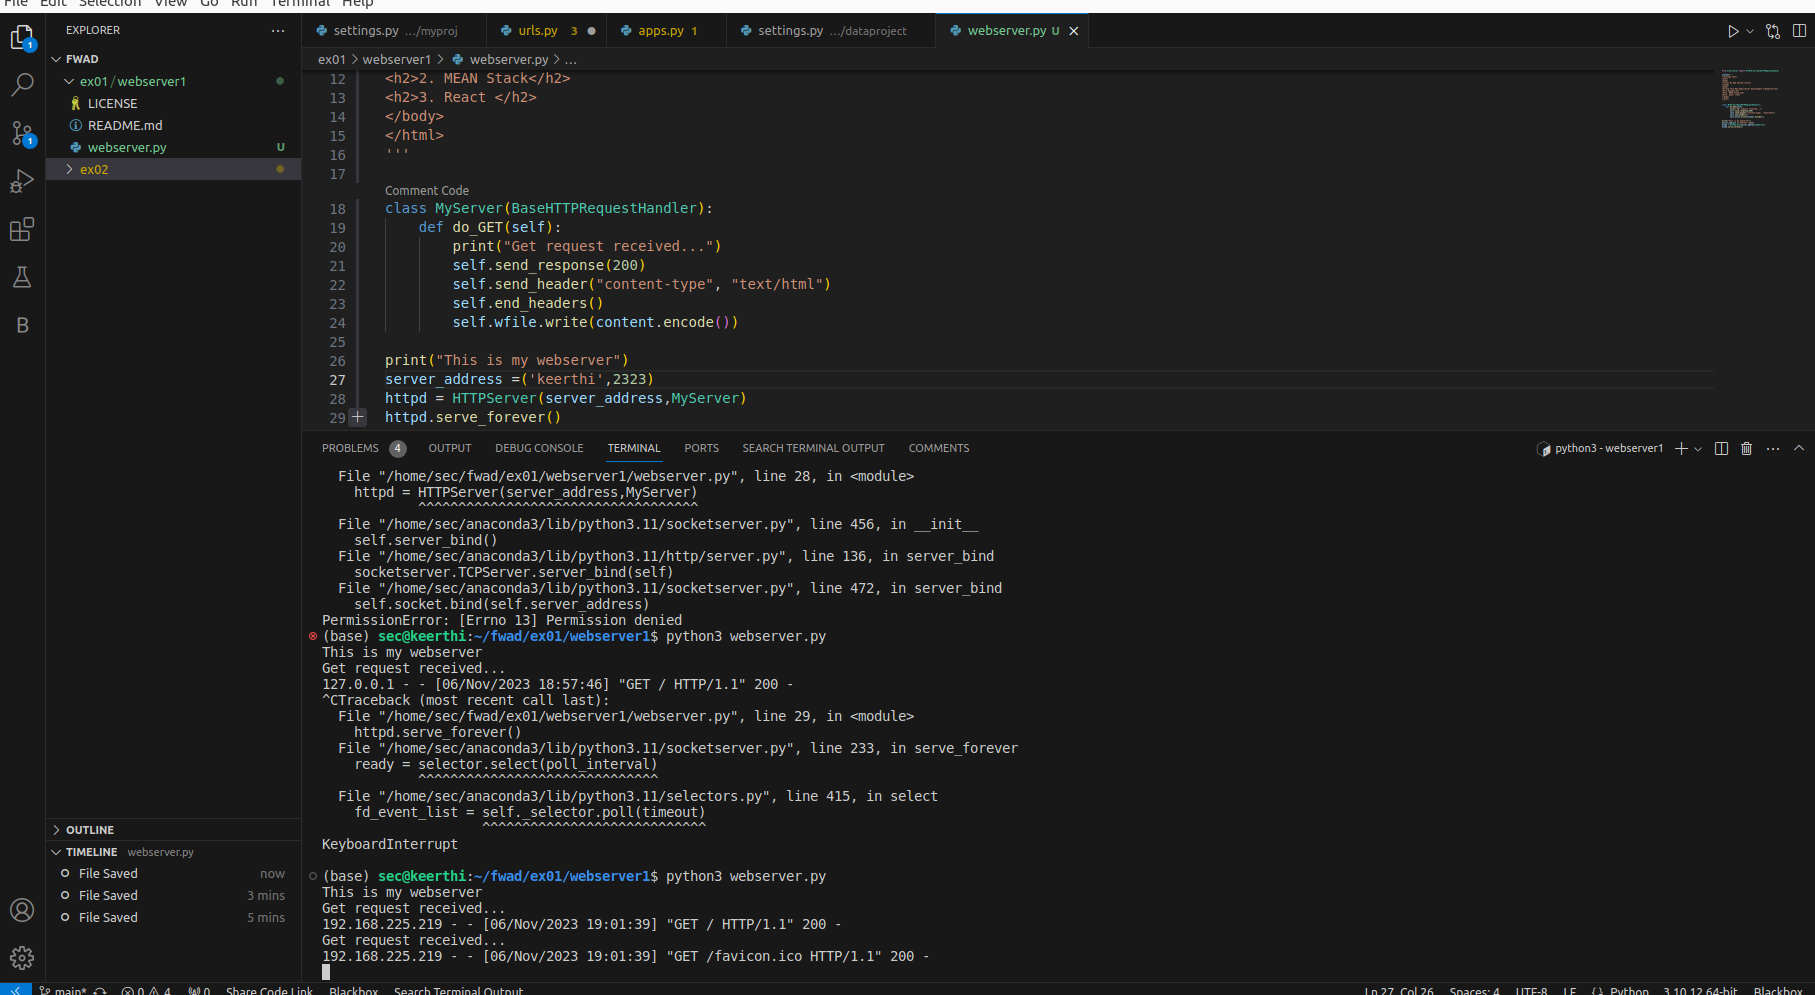 File Edit Selection View Go Run Terminal Help
EXPLORER
settings.py .../myproj
urls.py 3
apps.py 1
settings.py .../dataproject
webserver.py U
1
FWAD
ex01 / webserver1
LICENSE
README.md
webserver.py U
ex02
1
B
ex01 > webserver1 > webserver.py > ...
12 <h2>2. MEAN Stack</h2>
13 <h2>3. React </h2>
14 </body>
15 </html>
16 '''
17
Comment Code
18 class MyServer(BaseHTTPRequestHandler):
19 def do_GET(self):
20 print("Get request received...")
21 self.send_response(200)
22 self.send_header("content-type", "text/html")
23 self.end_headers()
24 self.wfile.write(content.encode())
25
26 print("This is my webserver")
27 server_address =('keerthi',2323)
28 httpd = HTTPServer(server_address,MyServer)
29 httpd.serve_forever()
PROBLEMS 4 OUTPUT DEBUG CONSOLE TERMINAL PORTS SEARCH TERMINAL OUTPUT COMMENTS
python3 - webserver1
File "/home/sec/fwad/ex01/webserver1/webserver.py", line 28, in <module>
httpd = HTTPServer(server_address,MyServer)
^^^^^^^^^^^^^^^^^^^^^^^^^^^^^^^^^^^
File "/home/sec/anaconda3/lib/python3.11/socketserver.py", line 456, in __init__
self.server_bind()
File "/home/sec/anaconda3/lib/python3.11/http/server.py", line 136, in server_bind
socketserver.TCPServer.server_bind(self)
File "/home/sec/anaconda3/lib/python3.11/socketserver.py", line 472, in server_bind
self.socket.bind(self.server_address)
PermissionError: [Errno 13] Permission denied
(base) sec@keerthi:~/fwad/ex01/webserver1$ python3 webserver.py
This is my webserver
Get request received...
127.0.0.1 - - [06/Nov/2023 18:57:46] "GET / HTTP/1.1" 200 -
^CTraceback (most recent call last):
File "/home/sec/fwad/ex01/webserver1/webserver.py", line 29, in <module>
httpd.serve_forever()
File "/home/sec/anaconda3/lib/python3.11/socketserver.py", line 233, in serve_forever
ready = selector.select(poll_interval)
^^^^^^^^^^^^^^^^^^^^^^^^^^^^^^
File "/home/sec/anaconda3/lib/python3.11/selectors.py", line 415, in select
fd_event_list = self._selector.poll(timeout)
^^^^^^^^^^^^^^^^^^^^^^^^^^^^
KeyboardInterrupt
(base) sec@keerthi:~/fwad/ex01/webserver1$ python3 webserver.py
This is my webserver
Get request received...
192.168.225.219 - - [06/Nov/2023 19:01:39] "GET / HTTP/1.1" 200 -
Get request received...
192.168.225.219 - - [06/Nov/2023 19:01:39] "GET /favicon.ico HTTP/1.1" 200 -
OUTLINE
TIMELINE webserver.py
File Saved now
File Saved 3 mins
File Saved 5 mins
main* 0 4 0 Share Code Link Blackbox Search Terminal Output
Ln 27, Col 26 Spaces: 4 UTF-8 LF {} Python 3.10.12 64-bit Blackbox